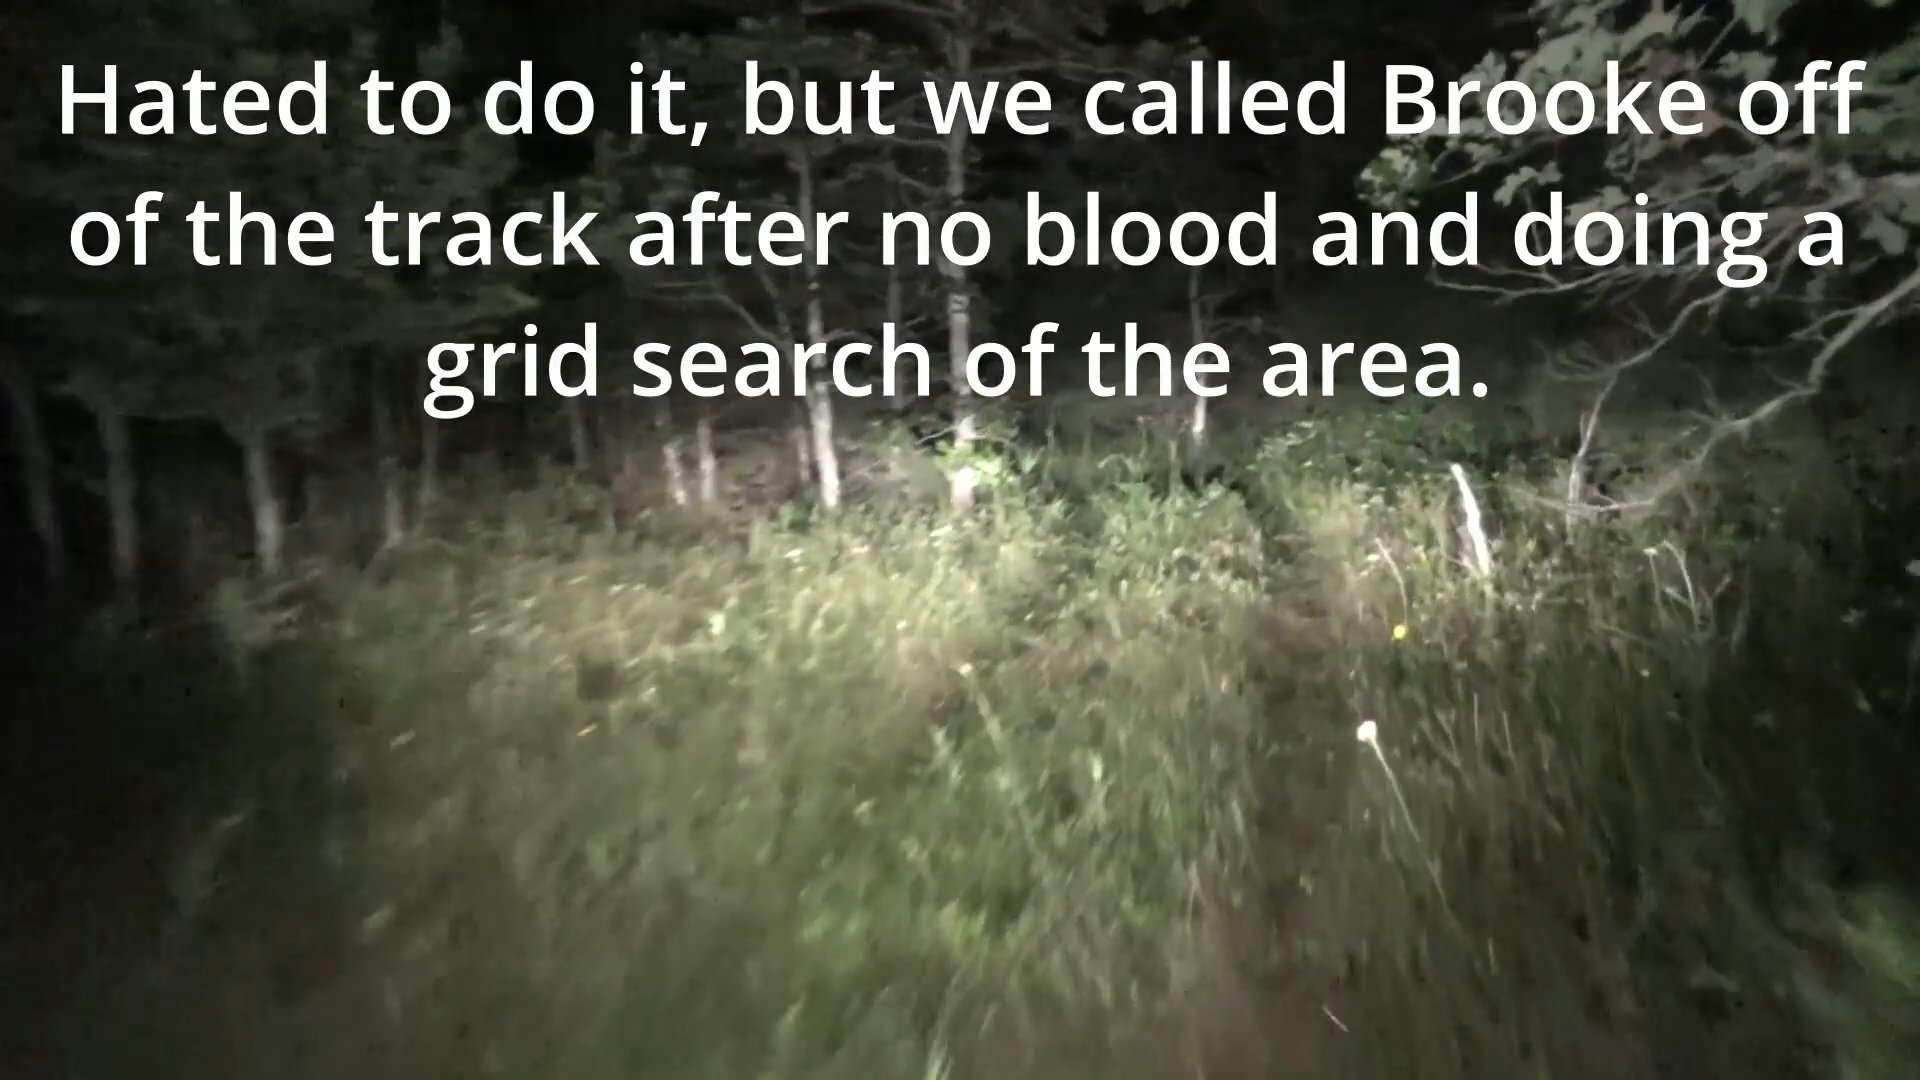 Hated to do it, but we called Brooke off
of the track after no blood and doing a
grid search of the area.